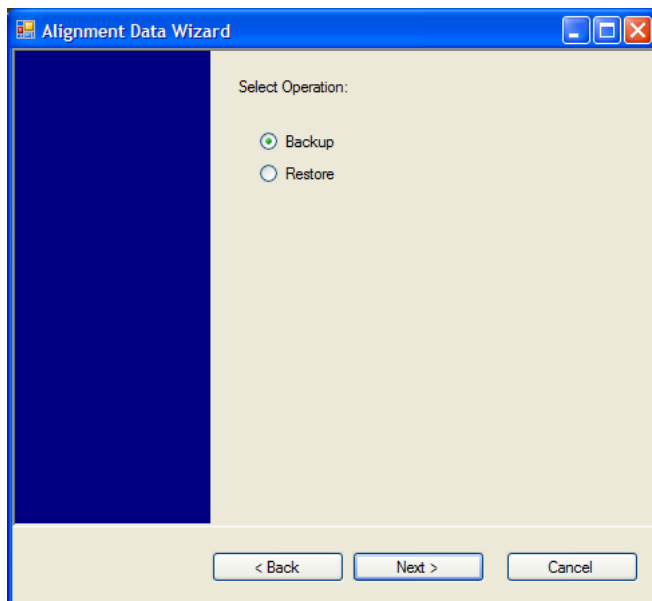 Alignment Data Wizard
Select Operation:
Backup
Restore
< Back Next > Cancel